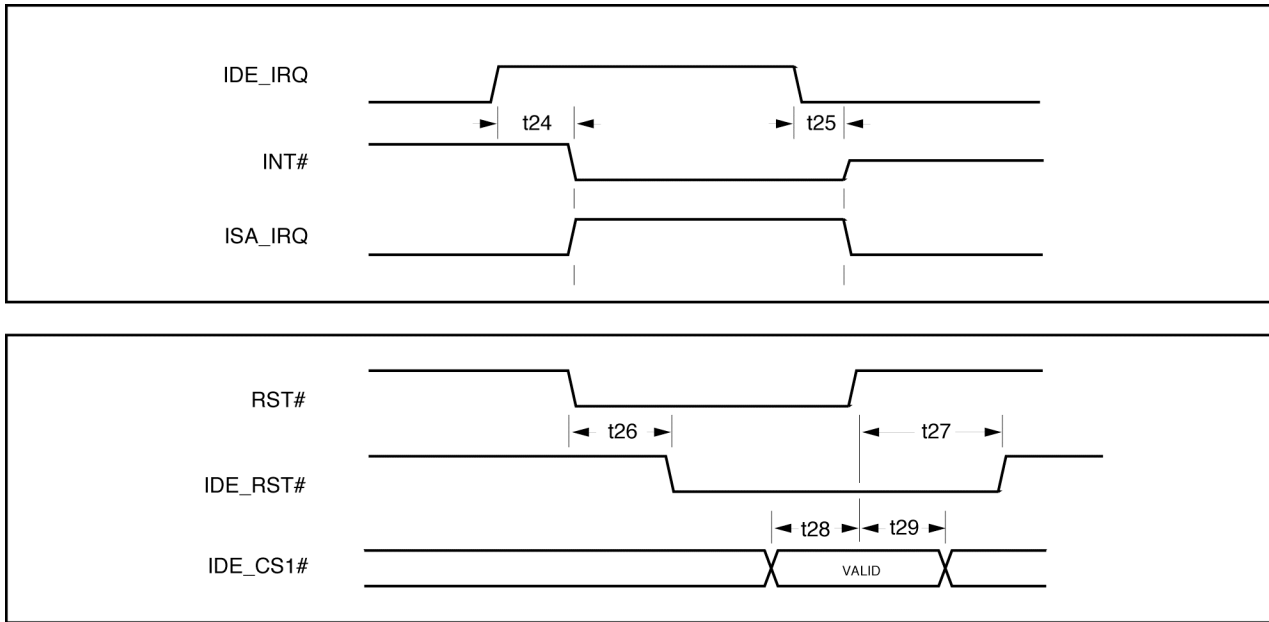 IDE_IRQ
t24
t25
INT#
ISA_IRQ
RST#
t26
t27
IDE_RST#
t28
t29
IDE_CS1#
VALID